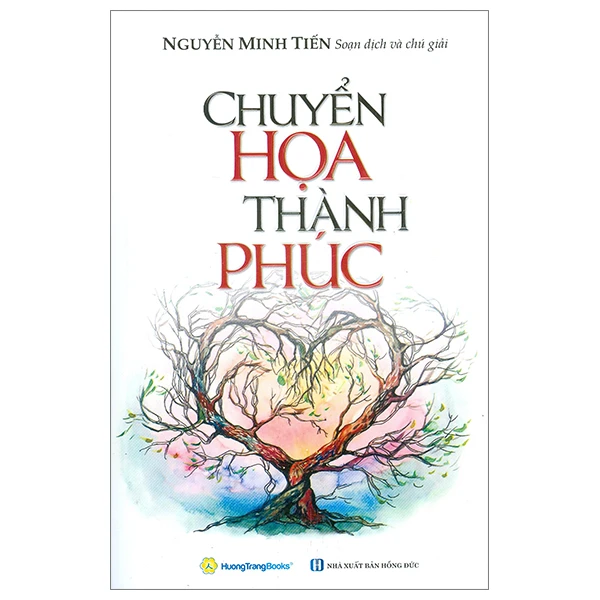 NGUYỄN MINH TIẾN Soạn dịch và chú giải
CHUYỂN
HỌA
THÀNH
PHÚC
HuongTrangBooks®
NHÀ XUẤT BẢN HỒNG ĐỨC